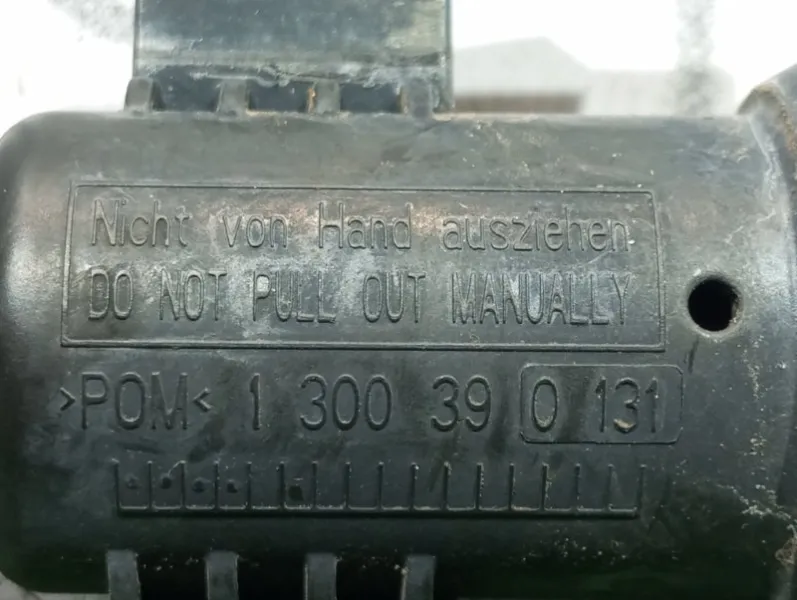 Nicht von Hand ausziehen
DO NOT PULL OUT MANUALLY
>POM< 1 300 39 0 131